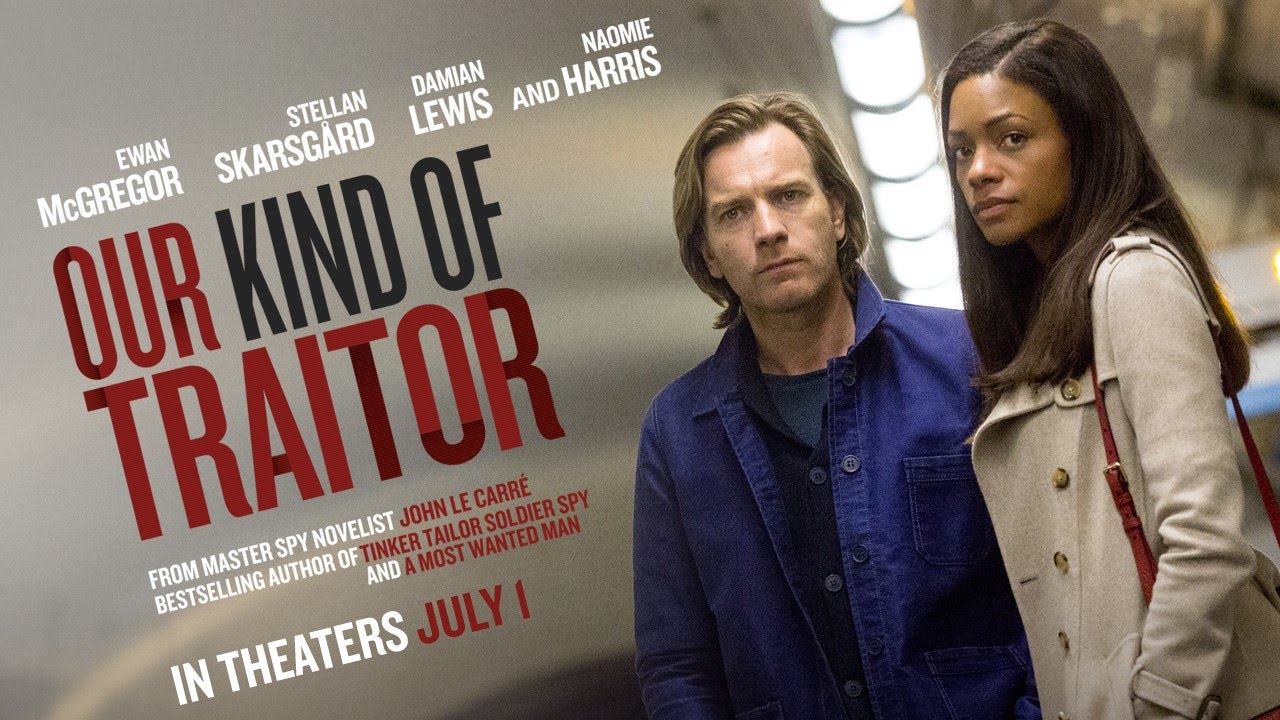 EWAN
McGREGOR
STELLAN
SKARSGÅRD
DAMIAN
LEWIS
NAOMIE
AND HARRIS
OUR KIND OF
TRAITOR
FROM MASTER SPY NOVELIST JOHN LE CARRÉ
BESTSELLING AUTHOR OF TINKER TAILOR SOLDIER SPY
AND A MOST WANTED MAN
IN THEATERS JULY 1